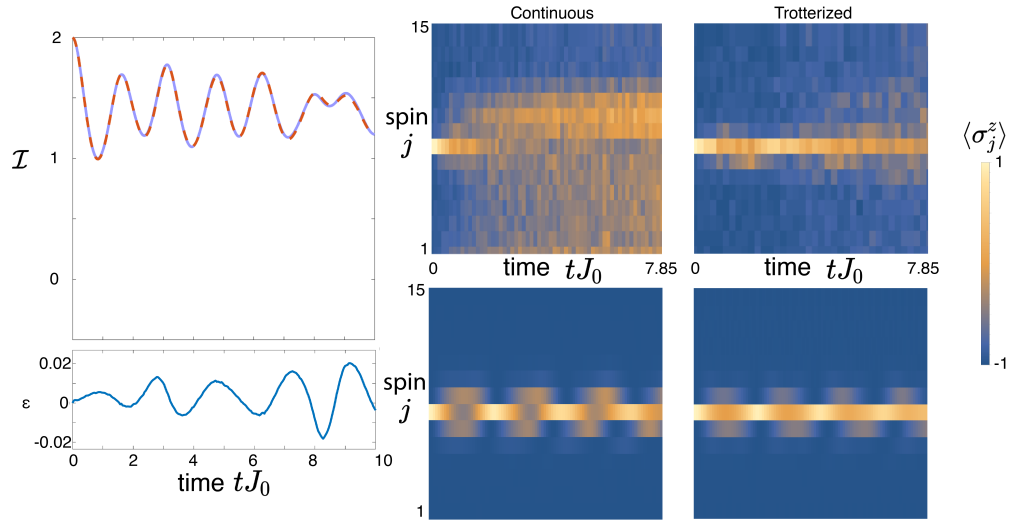 Continuous
Trotterized
2
1
0
ℐ
15
spin
j
1
0
time tJ₀
7.85
0
time tJ₀
7.85
⟨σⱼᶻ⟩
1
-1
0.02
0
-0.02
ε
0
2
4
6
8
10
time tJ₀
15
spin
j
1